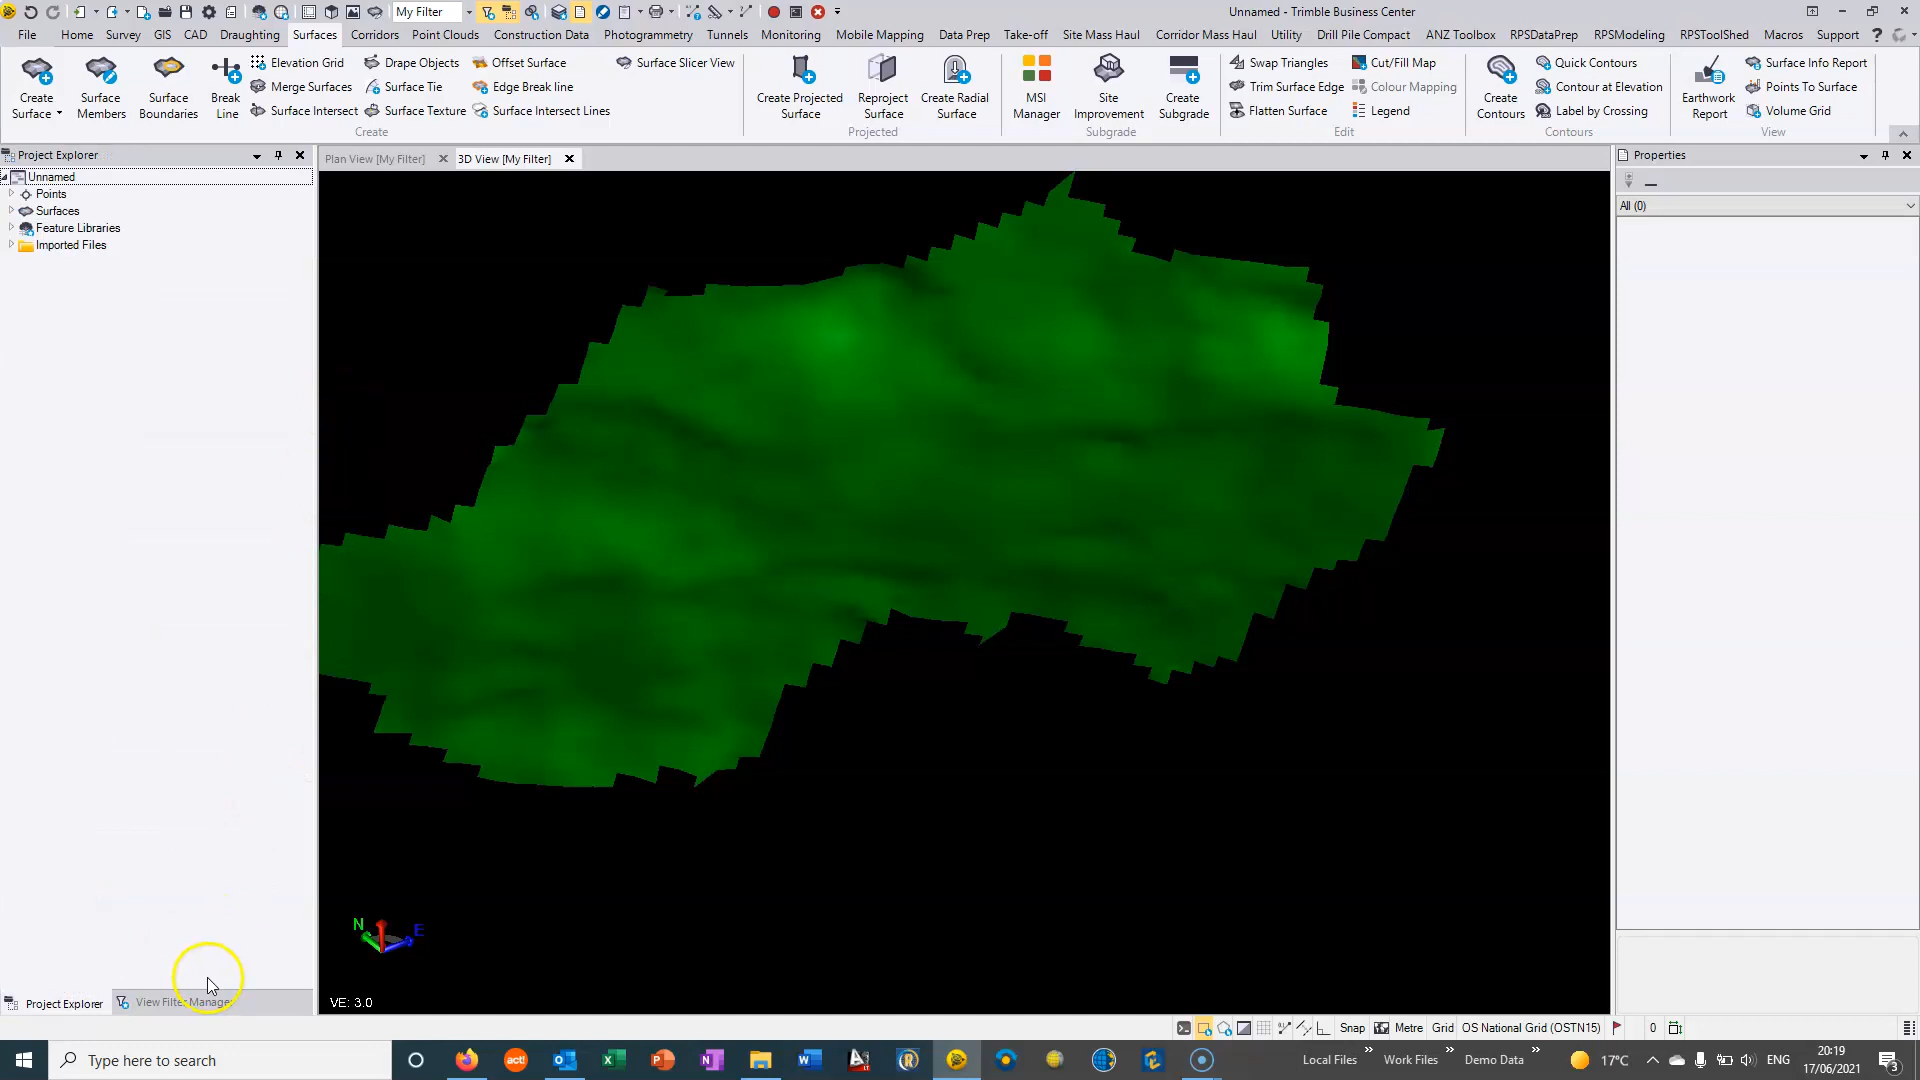 My Filter
Unnamed - Trimble Business Center
File Home Survey GIS CAD Draughting Surfaces Corridors Point Clouds Construction Data Photogrammetry Tunnels Monitoring Mobile Mapping Data Prep Take-off Site Mass Haul Corridor Mass Haul Utility Drill Pile Compact ANZ Toolbox RPSDataPrep RPSModeling RPSToolShed Macros Support
Create Surface
Surface Members
Surface Boundaries
Break Line
Elevation Grid
Merge Surfaces
Surface Intersect
Drape Objects
Surface Tie
Surface Texture
Offset Surface
Edge Break line
Surface Intersect Lines
Surface Slicer View
Create
Create Projected Surface
Reproject Surface
Create Radial Surface
Projected
MSI Manager
Site Improvement
Create Subgrade
Subgrade
Swap Triangles
Trim Surface Edge
Flatten Surface
Cut/Fill Map
Colour Mapping
Legend
Edit
Create Contours
Quick Contours
Contour at Elevation
Label by Crossing
Contours
Earthwork Report
Surface Info Report
Points To Surface
Volume Grid
View
Project Explorer
Unnamed
Points
Surfaces
Feature Libraries
Imported Files
Plan View [My Filter]
3D View [My Filter]
Properties
All (0)
N
E
VE: 3.0
Project Explorer
View Filter Manager
Snap Metre Grid OS National Grid (OSTN15) 0
Type here to search
act!
LT
Local Files
Work Files
Demo Data
17°C
ENG
20:19
17/06/2021
3